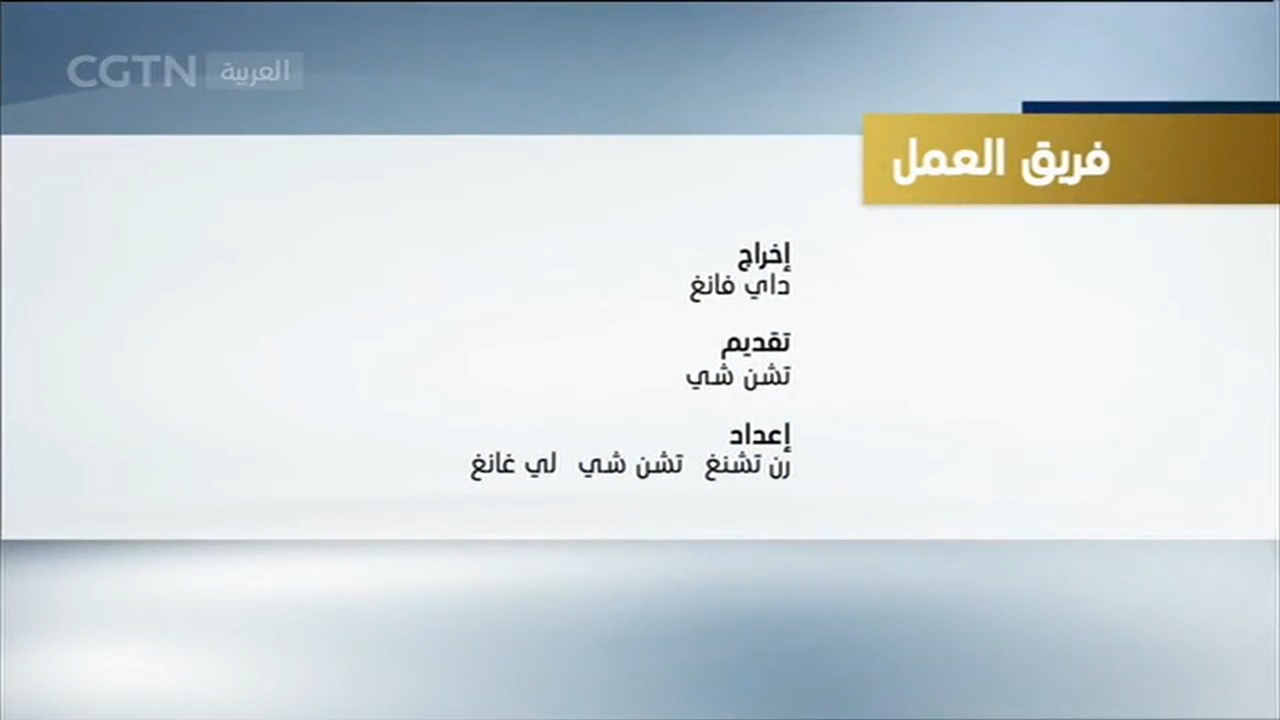 CGTN العربية
فريق العمل
إخراج
داي فانغ
تقديم
تشن شي
إعداد
رن تشنغ تشن شي لي غانغ